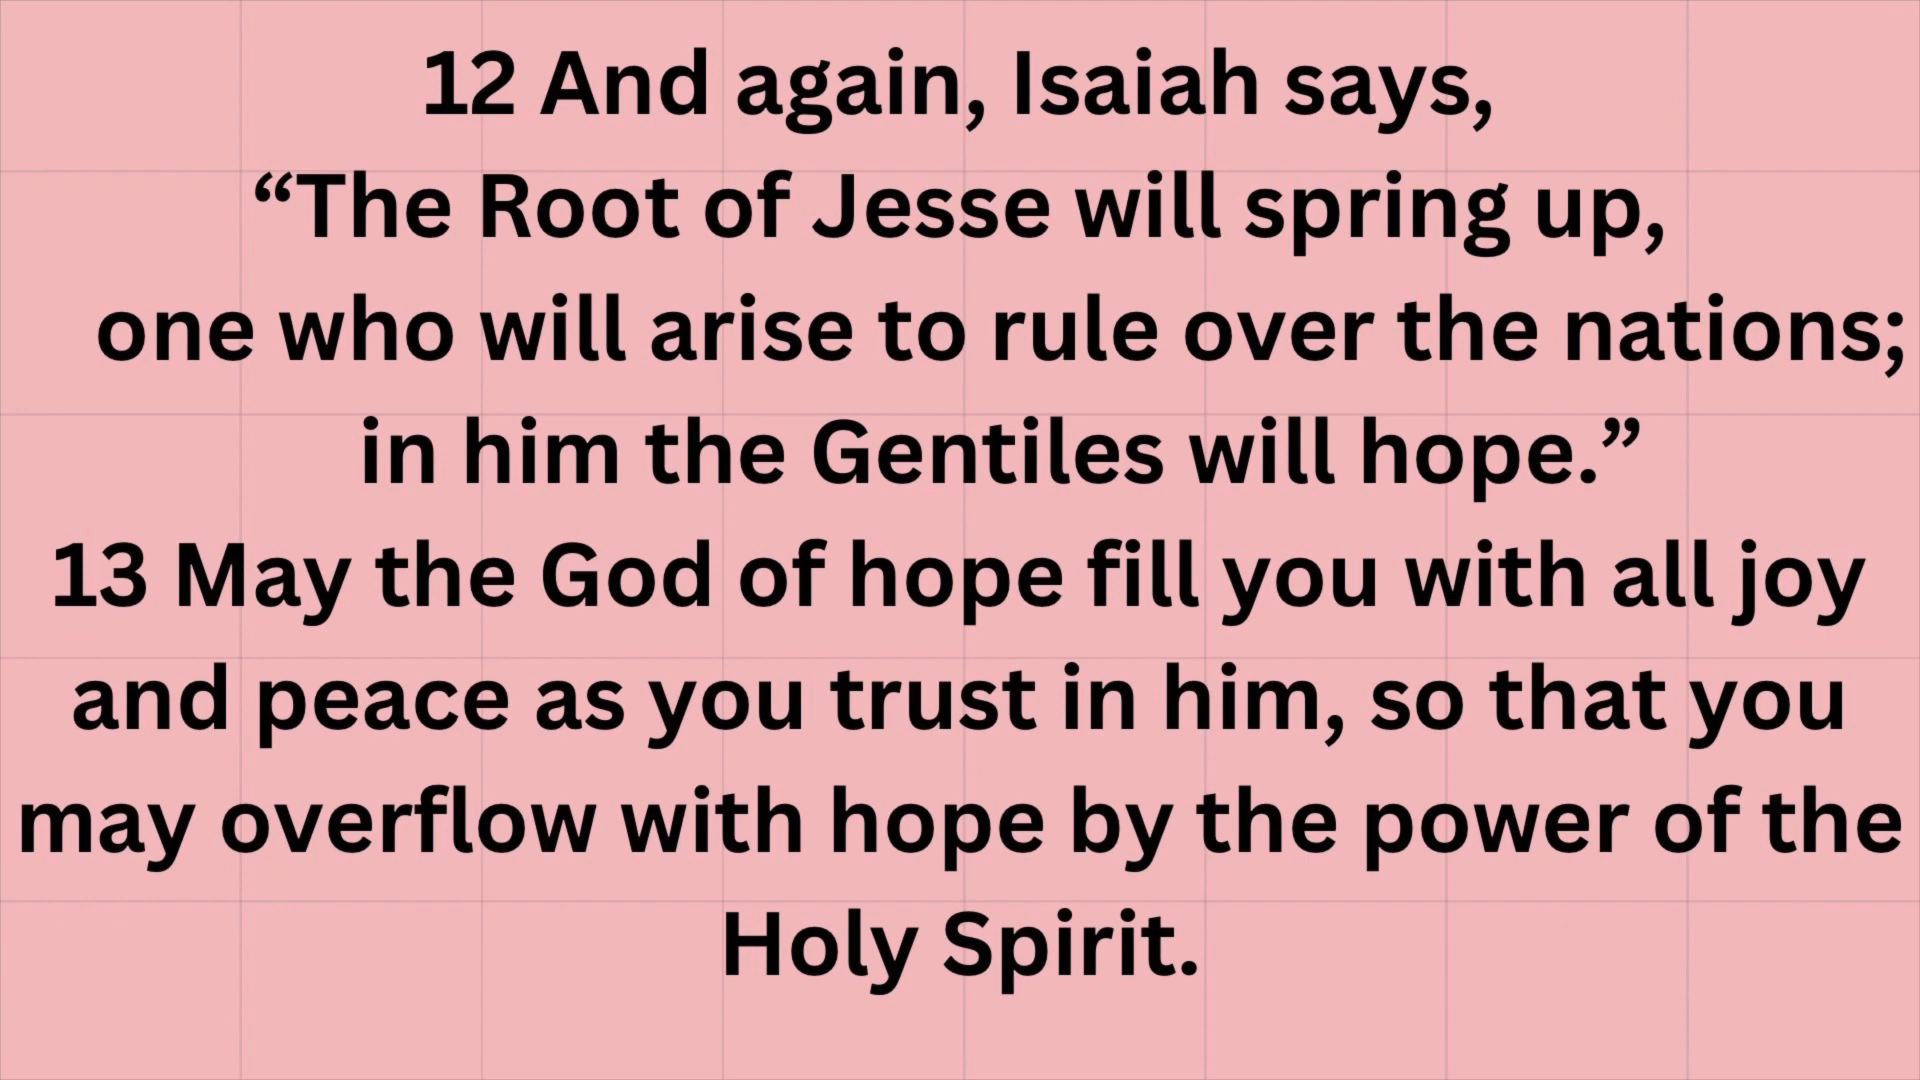 12 And again, Isaiah says,
“The Root of Jesse will spring up,
one who will arise to rule over the nations;
in him the Gentiles will hope.”
13 May the God of hope fill you with all joy
and peace as you trust in him, so that you
may overflow with hope by the power of the
Holy Spirit.